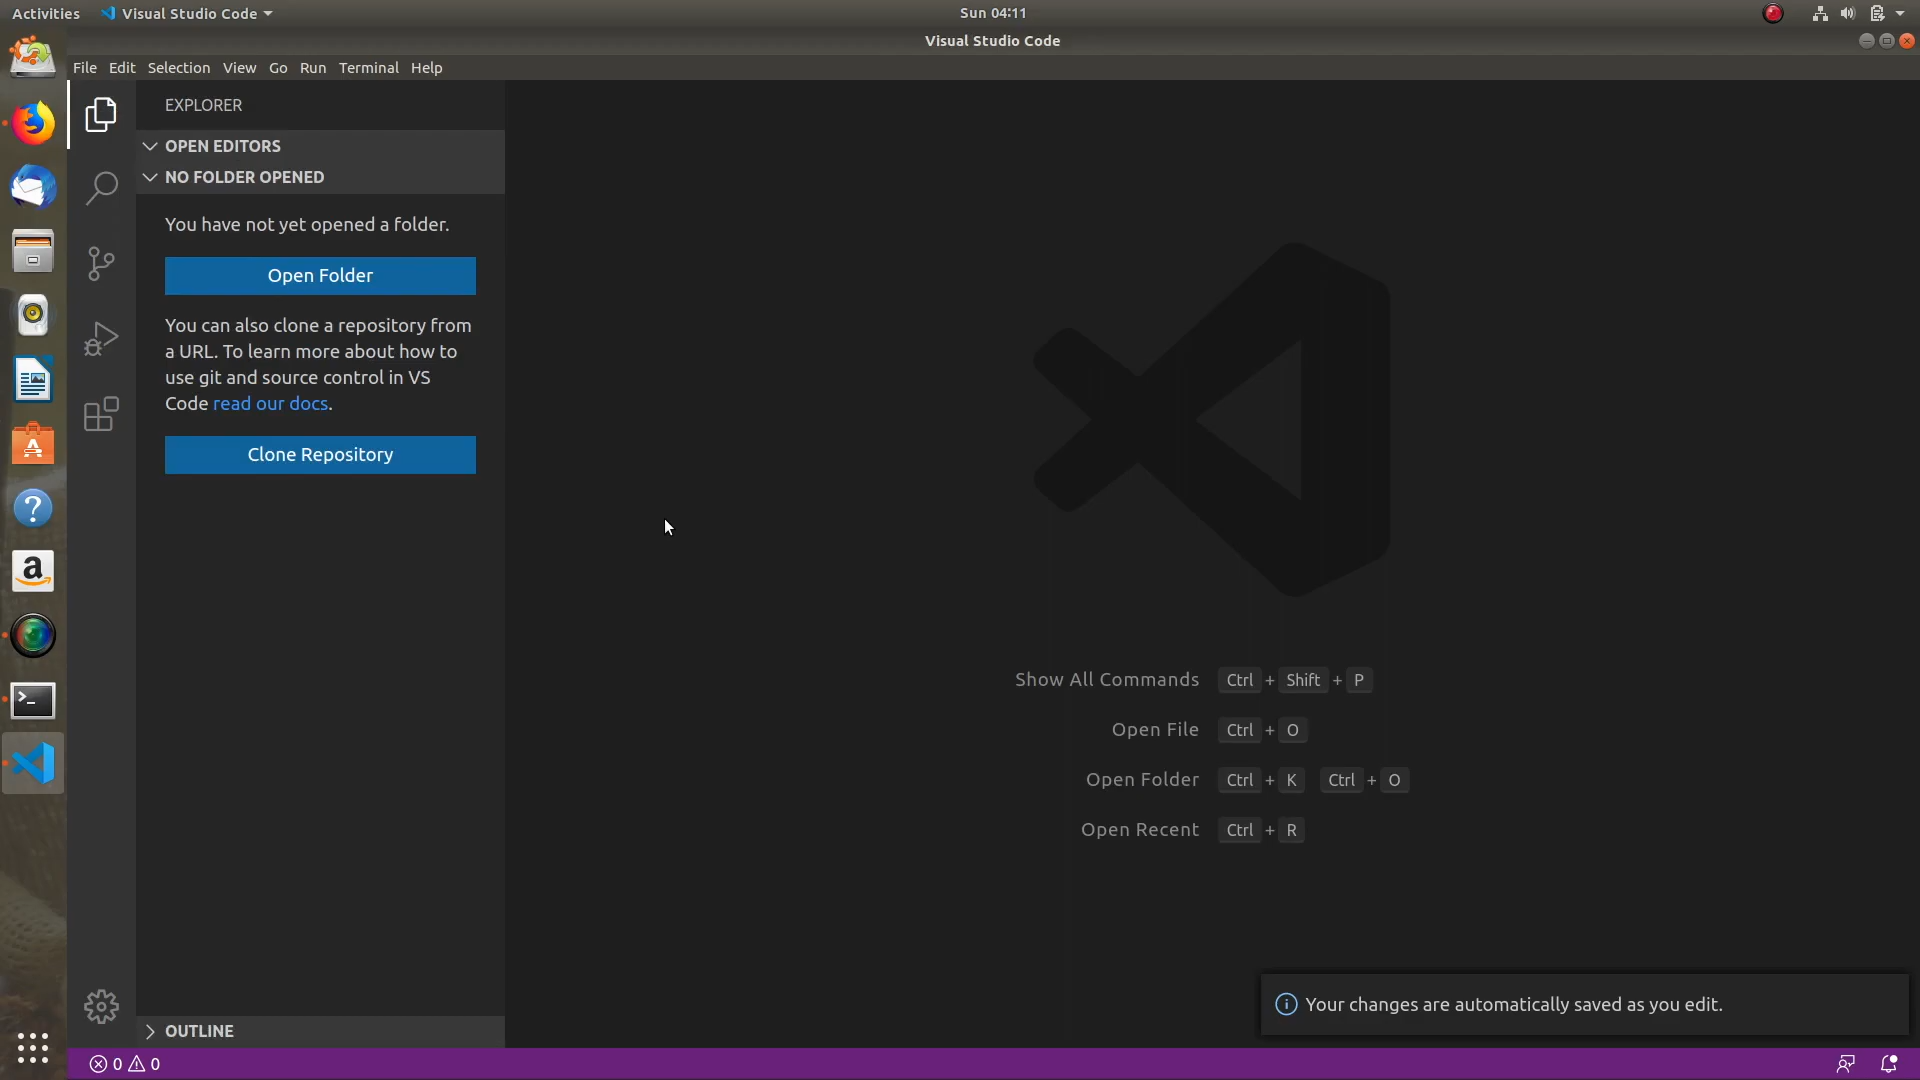 Activities Visual Studio Code Sun 04:11
Visual Studio Code
File Edit Selection View Go Run Terminal Help
EXPLORER
OPEN EDITORS
NO FOLDER OPENED
You have not yet opened a folder.
Open Folder
You can also clone a repository from
a URL. To learn more about how to
use git and source control in VS
Code read our docs.
Clone Repository
Show All Commands Ctrl + Shift + P
Open File Ctrl + O
Open Folder Ctrl + K Ctrl + O
Open Recent Ctrl + R
Your changes are automatically saved as you edit.
OUTLINE
0 0